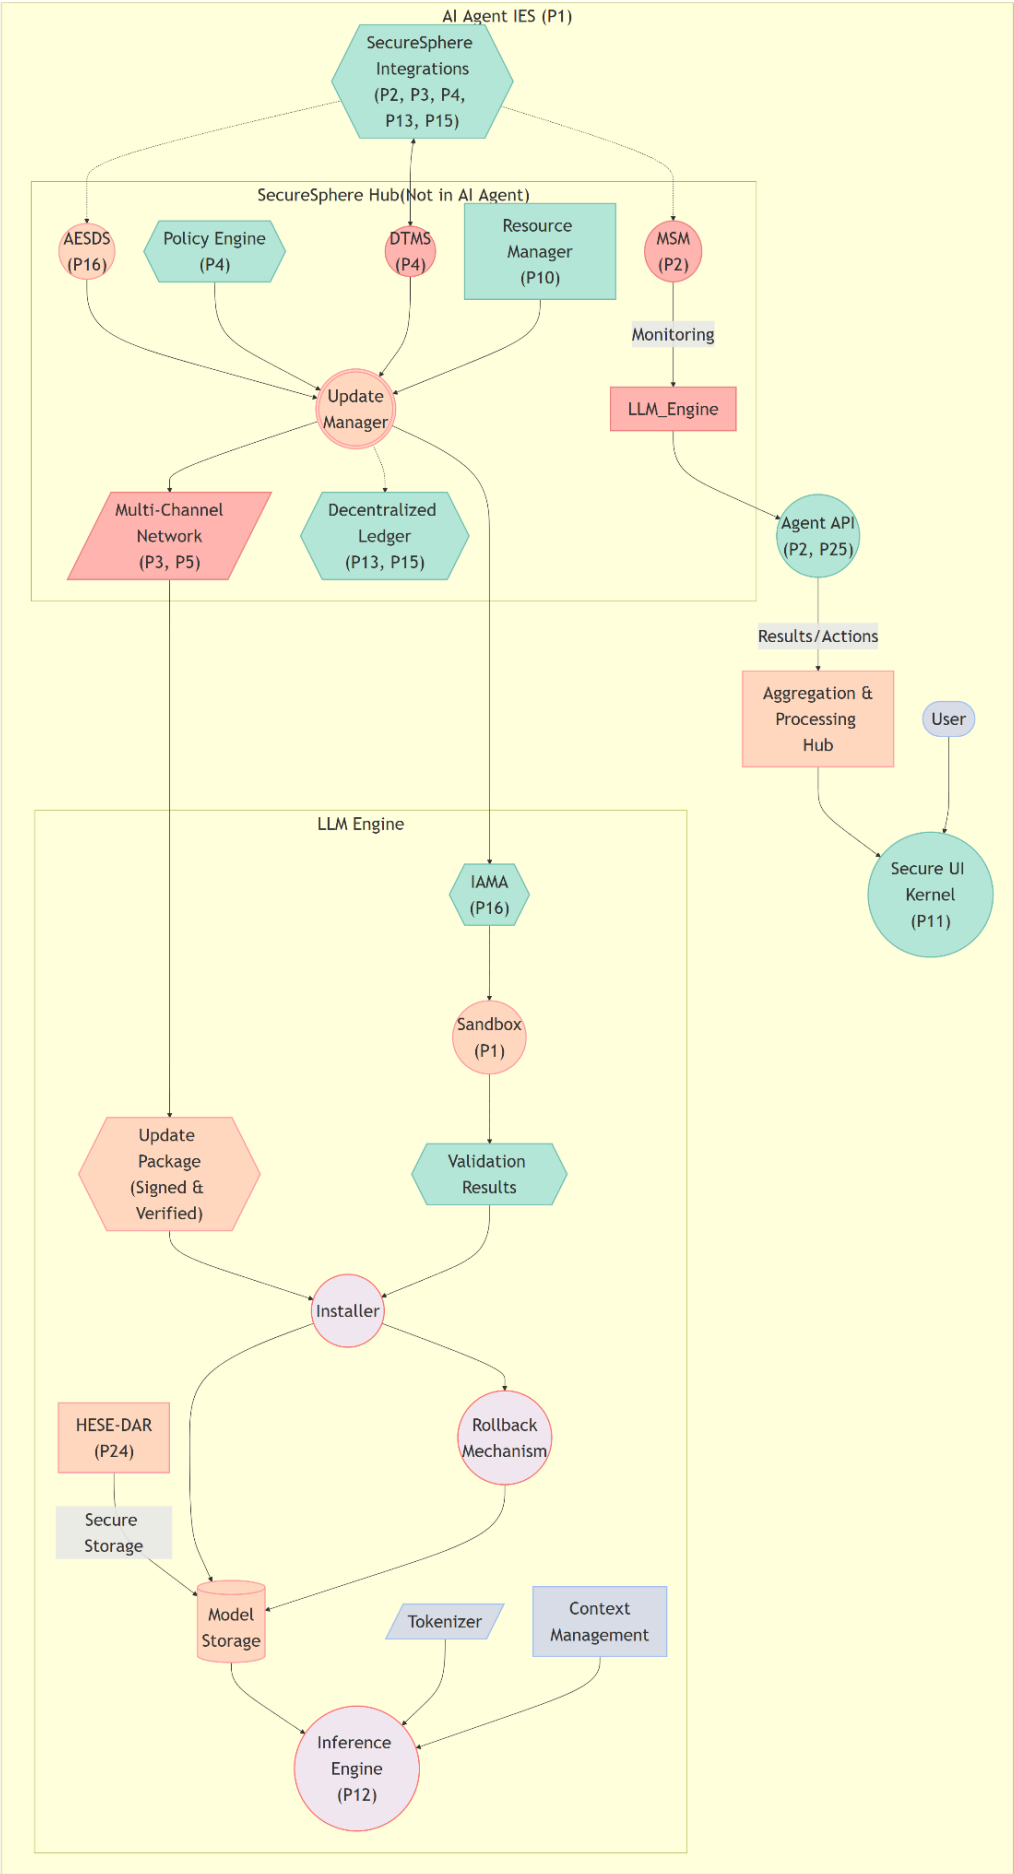 AI Agent IES (P1)
SecureSphere
Integrations
(P2, P3, P4,
P13, P15)
SecureSphere Hub(Not in AI Agent)
AESDS
(P16)
Policy Engine
(P4)
DTMS
(P4)
Resource
Manager
(P10)
MSM
(P2)
Monitoring
Update
Manager
LLM_Engine
Multi-Channel
Network
(P3, P5)
Decentralized
Ledger
(P13, P15)
Agent API
(P2, P25)
Results/Actions
Aggregation &
Processing
Hub
User
LLM Engine
IAMA
(P16)
Secure UI
Kernel
(P11)
Sandbox
(P1)
Update
Package
(Signed &
Verified)
Validation
Results
Installer
HESE-DAR
(P24)
Rollback
Mechanism
Secure
Storage
Model
Storage
Tokenizer
Context
Management
Inference
Engine
(P12)